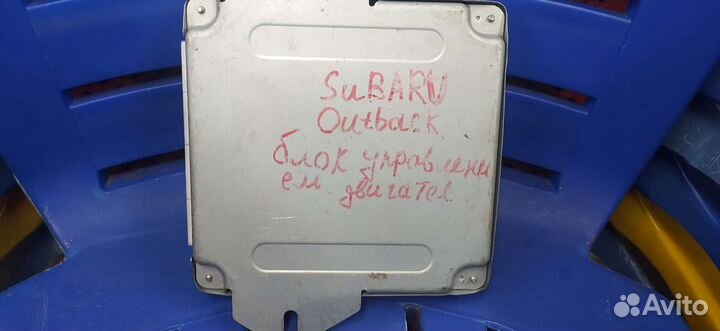 SuBARU
Outback
блок управлени
ем двигател
Avito